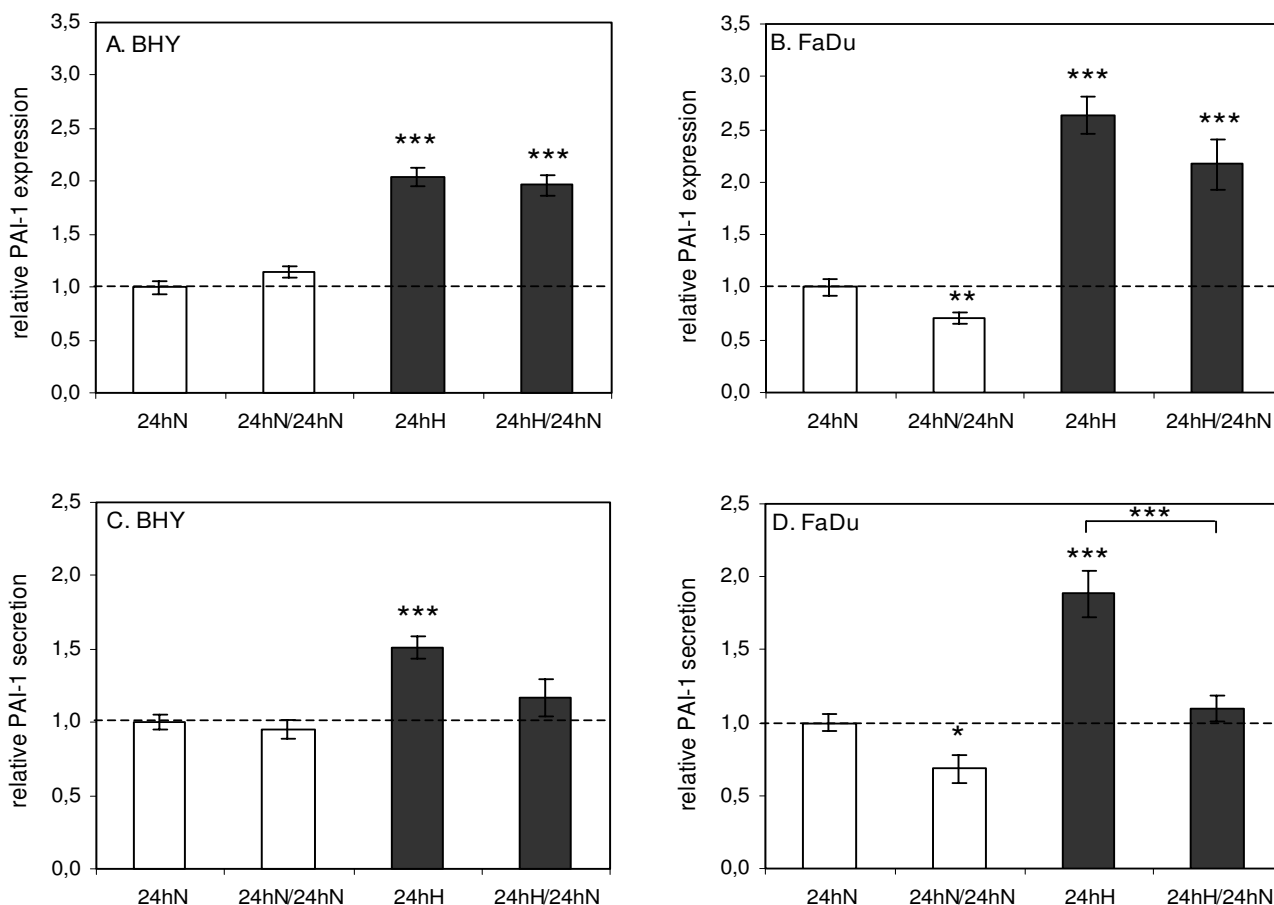 A. BHY
relative PAI-1 expression
3,5
3,0
2,5
2,0
1,5
1,0
0,5
0,0
*** ***
24hN 24hN/24hN 24hH 24hH/24hN
B. FaDu
relative PAI-1 expression
3,5
3,0
2,5
2,0
1,5
1,0
0,5
0,0
** *** ***
24hN 24hN/24hN 24hH 24hH/24hN
C. BHY
relative PAI-1 secretion
2,5
2,0
1,5
1,0
0,5
0,0
***
24hN 24hN/24hN 24hH 24hH/24hN
D. FaDu
relative PAI-1 secretion
2,5
2,0
1,5
1,0
0,5
0,0
***
* ***
24hN 24hN/24hN 24hH 24hH/24hN